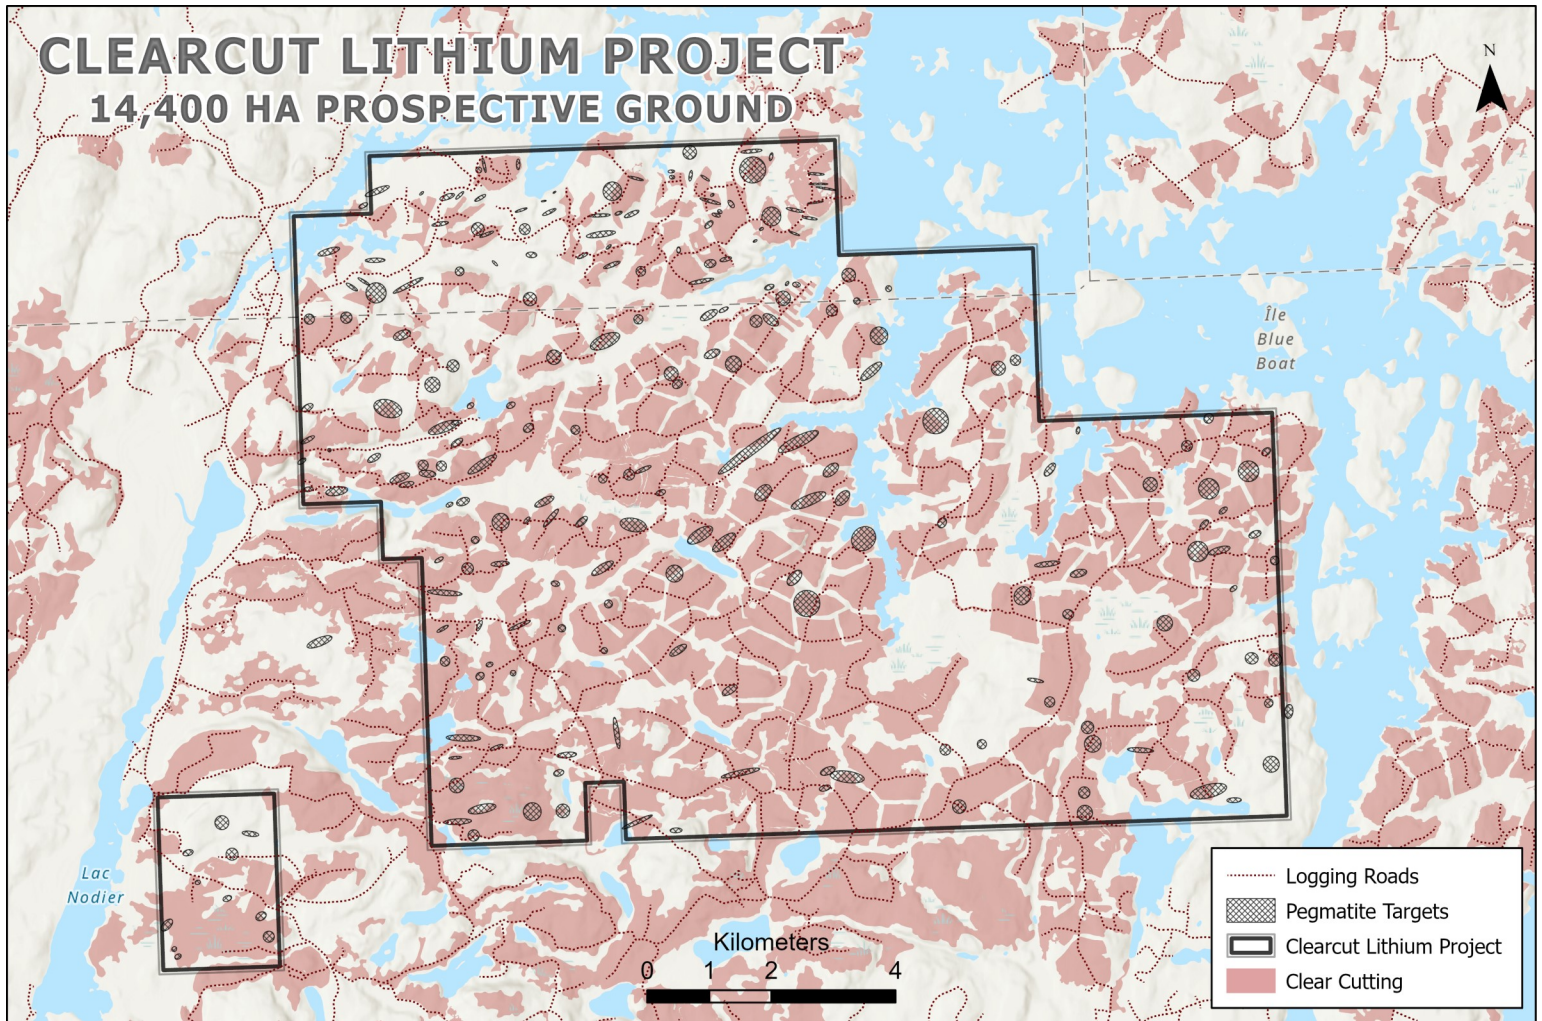 CLEARCUT LITHIUM PROJECT
14,400 HA PROSPECTIVE GROUND
N
Île
Blue
Boat
Lac
Nodier
Kilometers
0 1 2 4
Logging Roads
Pegmatite Targets
Clearcut Lithium Project
Clear Cutting